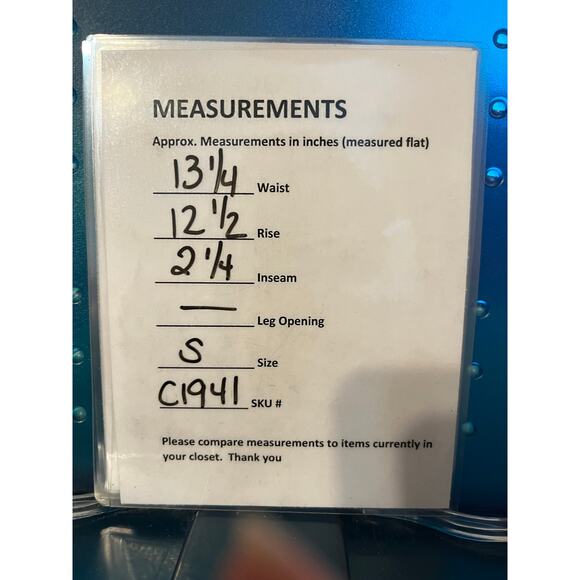 MEASUREMENTS
Approx. Measurements in inches (measured flat)
13 1/4 Waist
12 1/2 Rise
2 1/4 Inseam
— Leg Opening
S Size
C1941 SKU #
Please compare measurements to items currently in
your closet. Thank you